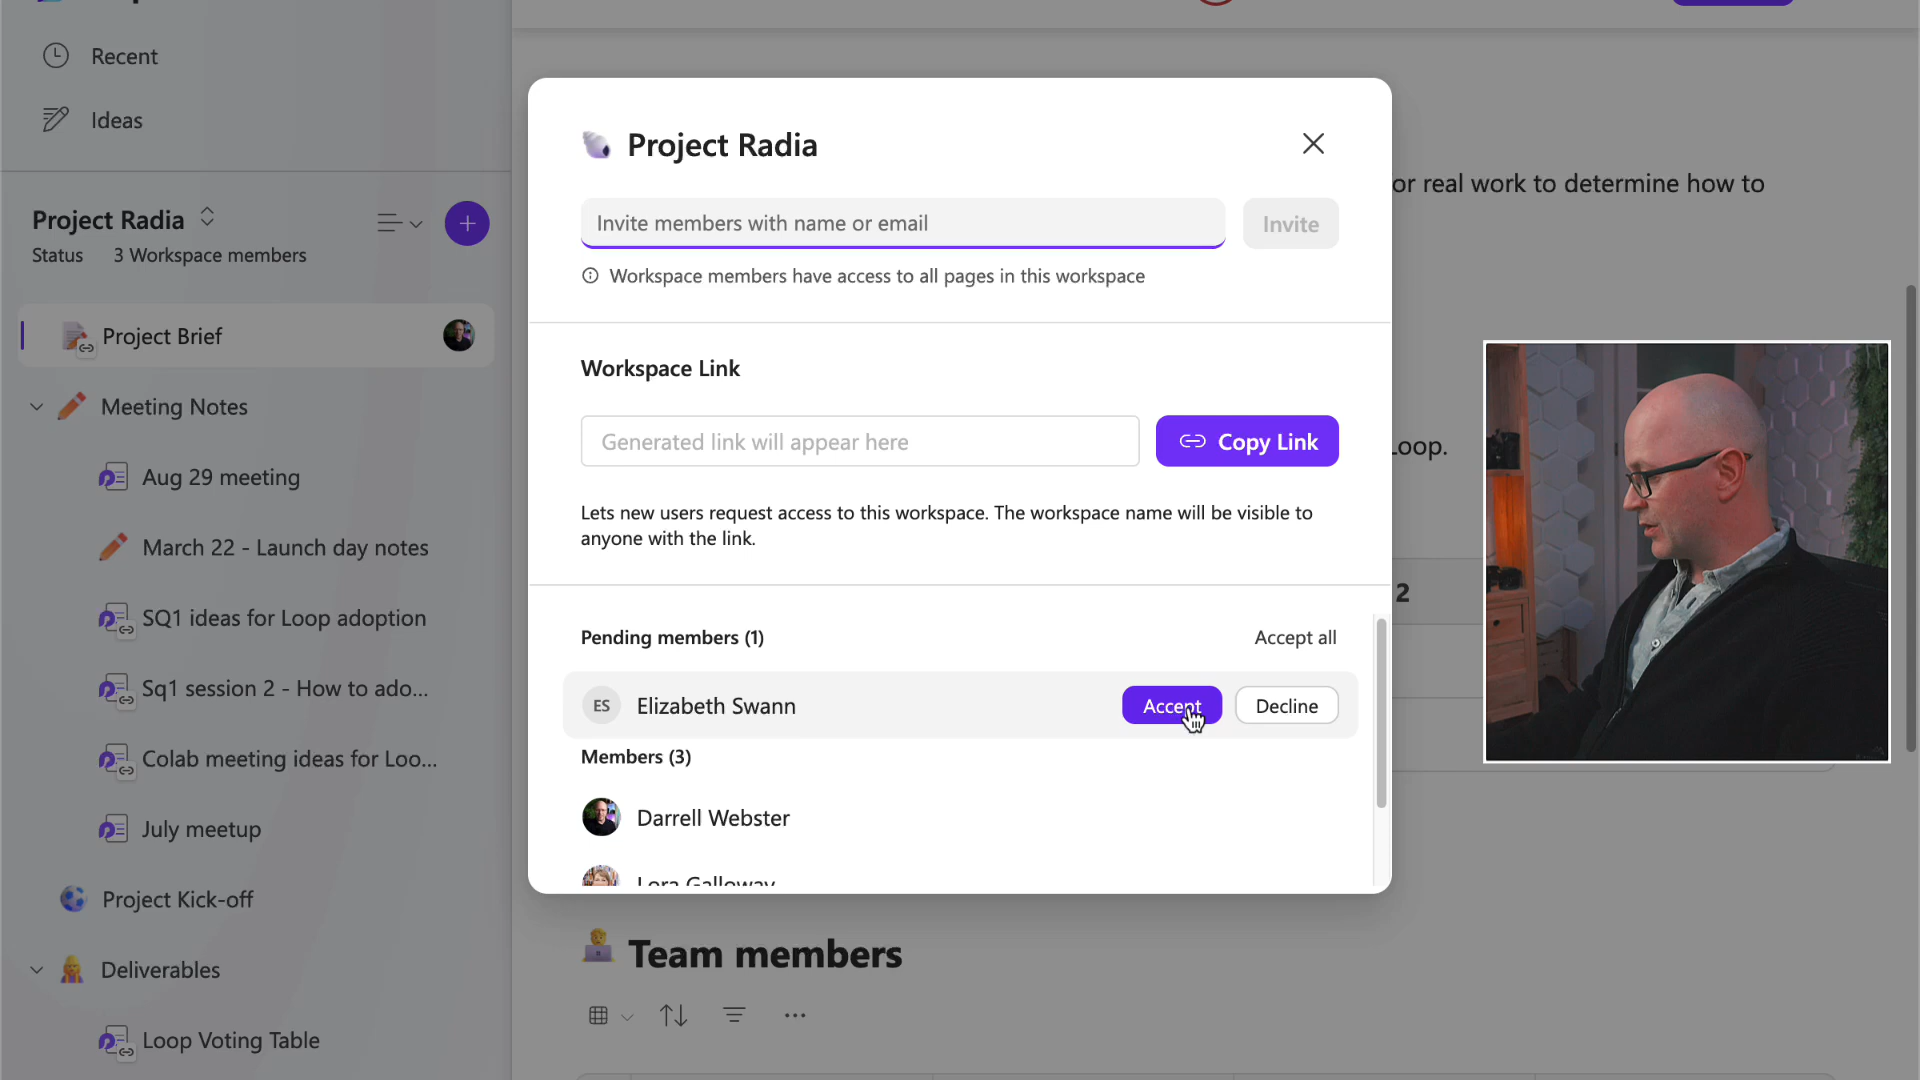 Recent
Ideas
Project Radia
Status 3 Workspace members
Project Brief
Meeting Notes
Aug 29 meeting
March 22 - Launch day notes
SQ1 ideas for Loop adoption
Sq1 session 2 - How to ado...
Colab meeting ideas for Loo...
July meetup
Project Kick-off
Deliverables
Loop Voting Table
Project Radia
Invite members with name or email
Invite
Workspace members have access to all pages in this workspace
Workspace Link
Generated link will appear here
Copy Link
Lets new users request access to this workspace. The workspace name will be visible to
anyone with the link.
Pending members (1)
Accept all
ES Elizabeth Swann
Accept
Decline
Members (3)
Darrell Webster
Lora Galloway
or real work to determine how to
Loop.
2
Team members